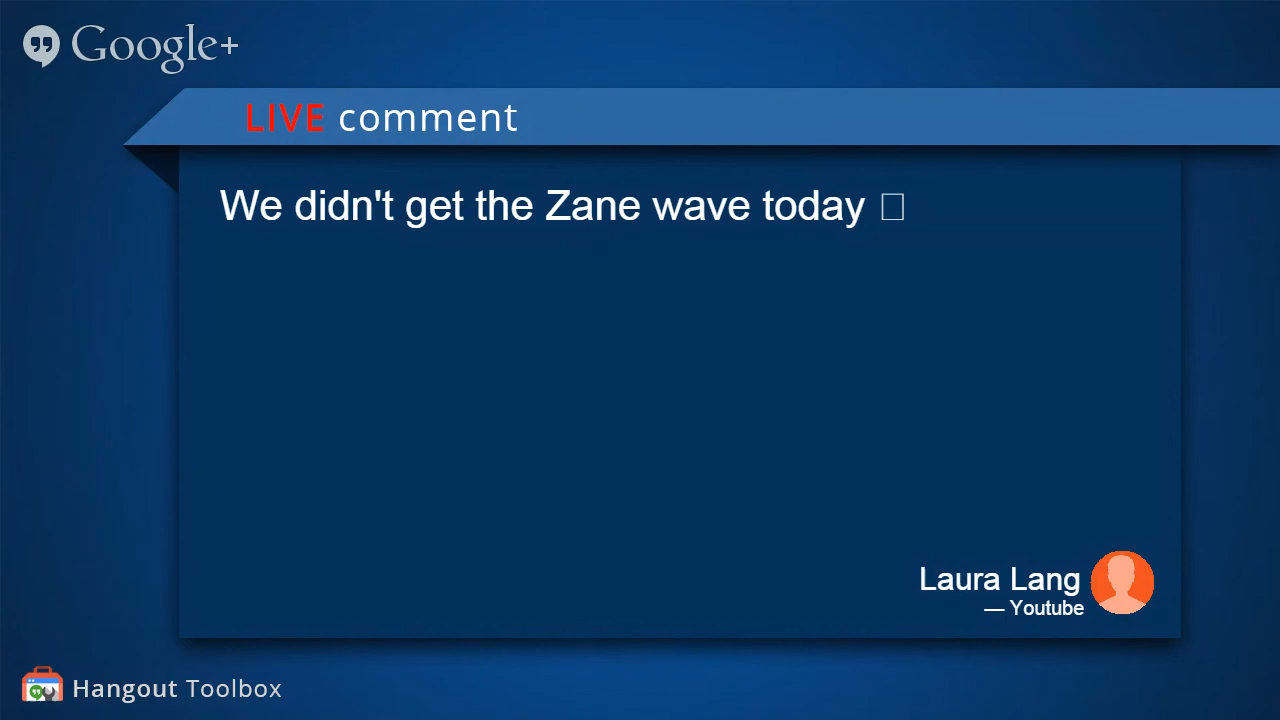 Google+
LIVE comment
We didn't get the Zane wave today □
Laura Lang
— Youtube
Hangout Toolbox